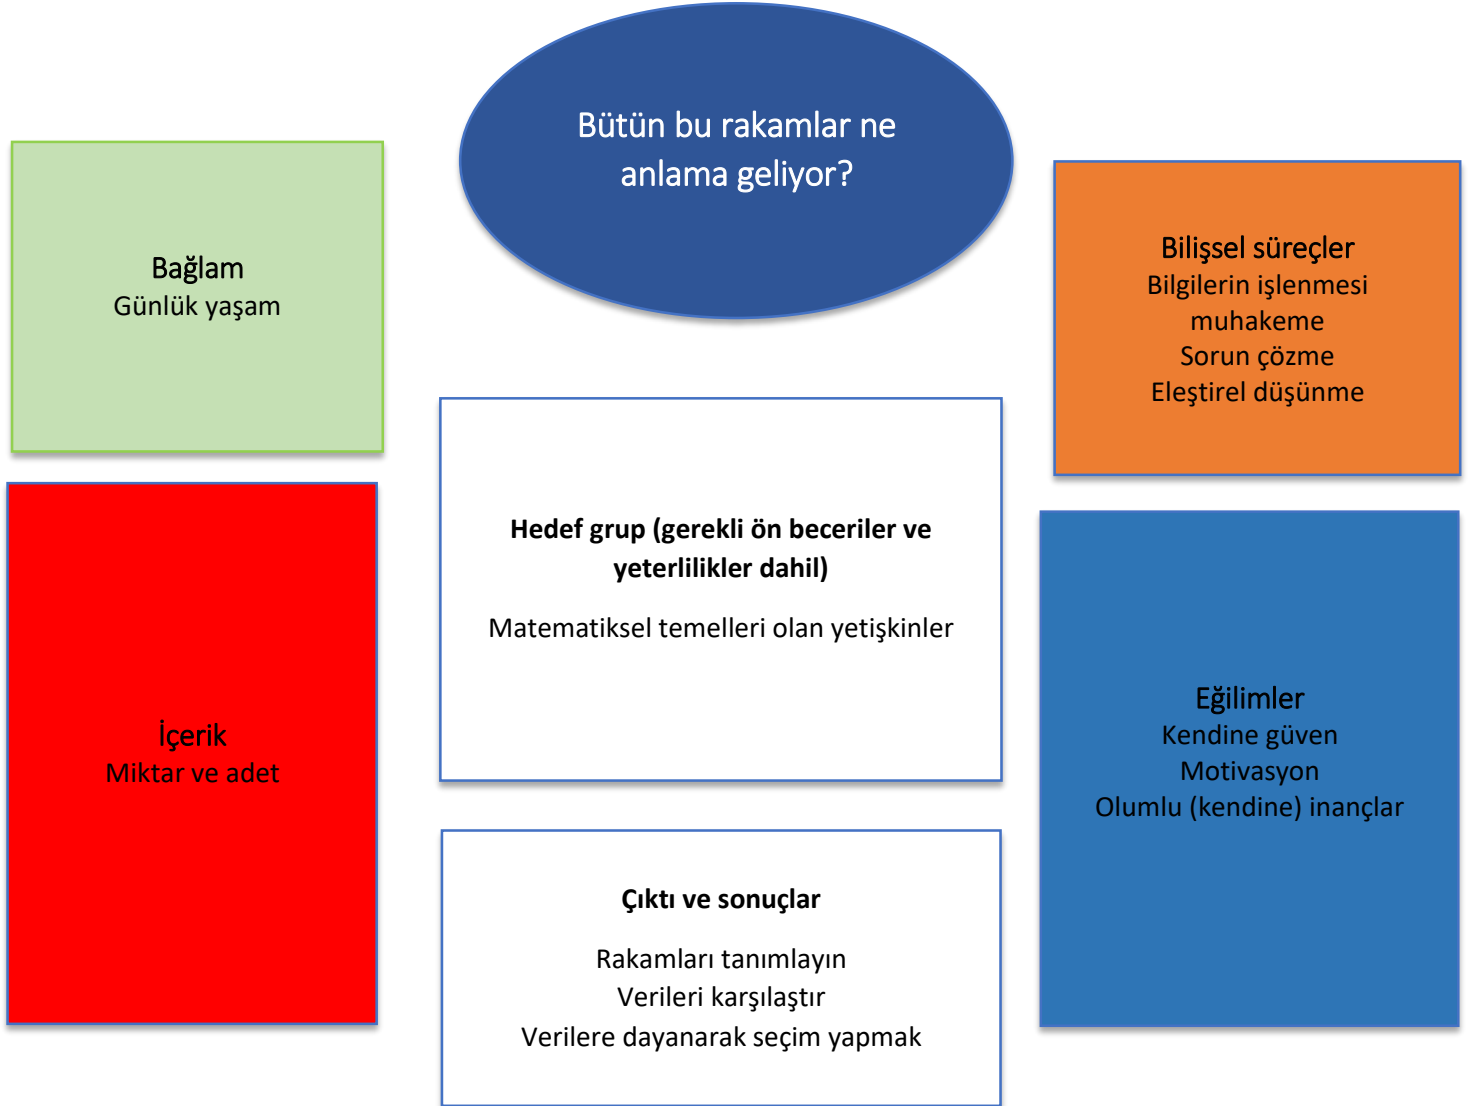 Bütün bu rakamlar ne
anlama geliyor?
Bağlam
Günlük yaşam
Bilişsel süreçler
Bilgilerin işlenmesi
muhakeme
Sorun çözme
Eleştirel düşünme
Hedef grup (gerekli ön beceriler ve
yeterlilikler dahil)
Matematiksel temelleri olan yetişkinler
İçerik
Miktar ve adet
Eğilimler
Kendine güven
Motivasyon
Olumlu (kendine) inançlar
Çıktı ve sonuçlar
Rakamları tanımlayın
Verileri karşılaştır
Verilere dayanarak seçim yapmak